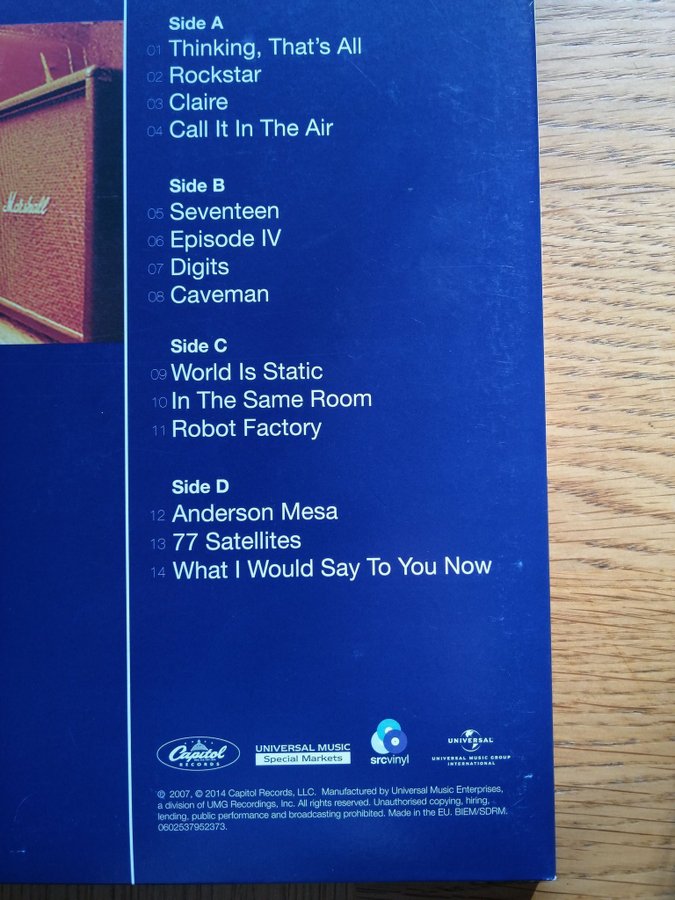 Marshall
Side A
01 Thinking, That's All
02 Rockstar
03 Claire
04 Call It In The Air
Side B
05 Seventeen
06 Episode IV
07 Digits
08 Caveman
Side C
09 World Is Static
10 In The Same Room
11 Robot Factory
Side D
12 Anderson Mesa
13 77 Satellites
14 What I Would Say To You Now
Capitol
RECORDS
UNIVERSAL MUSIC
Special Markets
srcvinyl
UNIVERSAL
UNIVERSAL MUSIC GROUP
INTERNATIONAL
℗ 2007, © 2014 Capitol Records, LLC. Manufactured by Universal Music Enterprises,
a division of UMG Recordings, Inc. All rights reserved. Unauthorised copying, hiring,
lending, public performance and broadcasting prohibited. Made in the EU. BIEM/SDRM.
0602537952373.